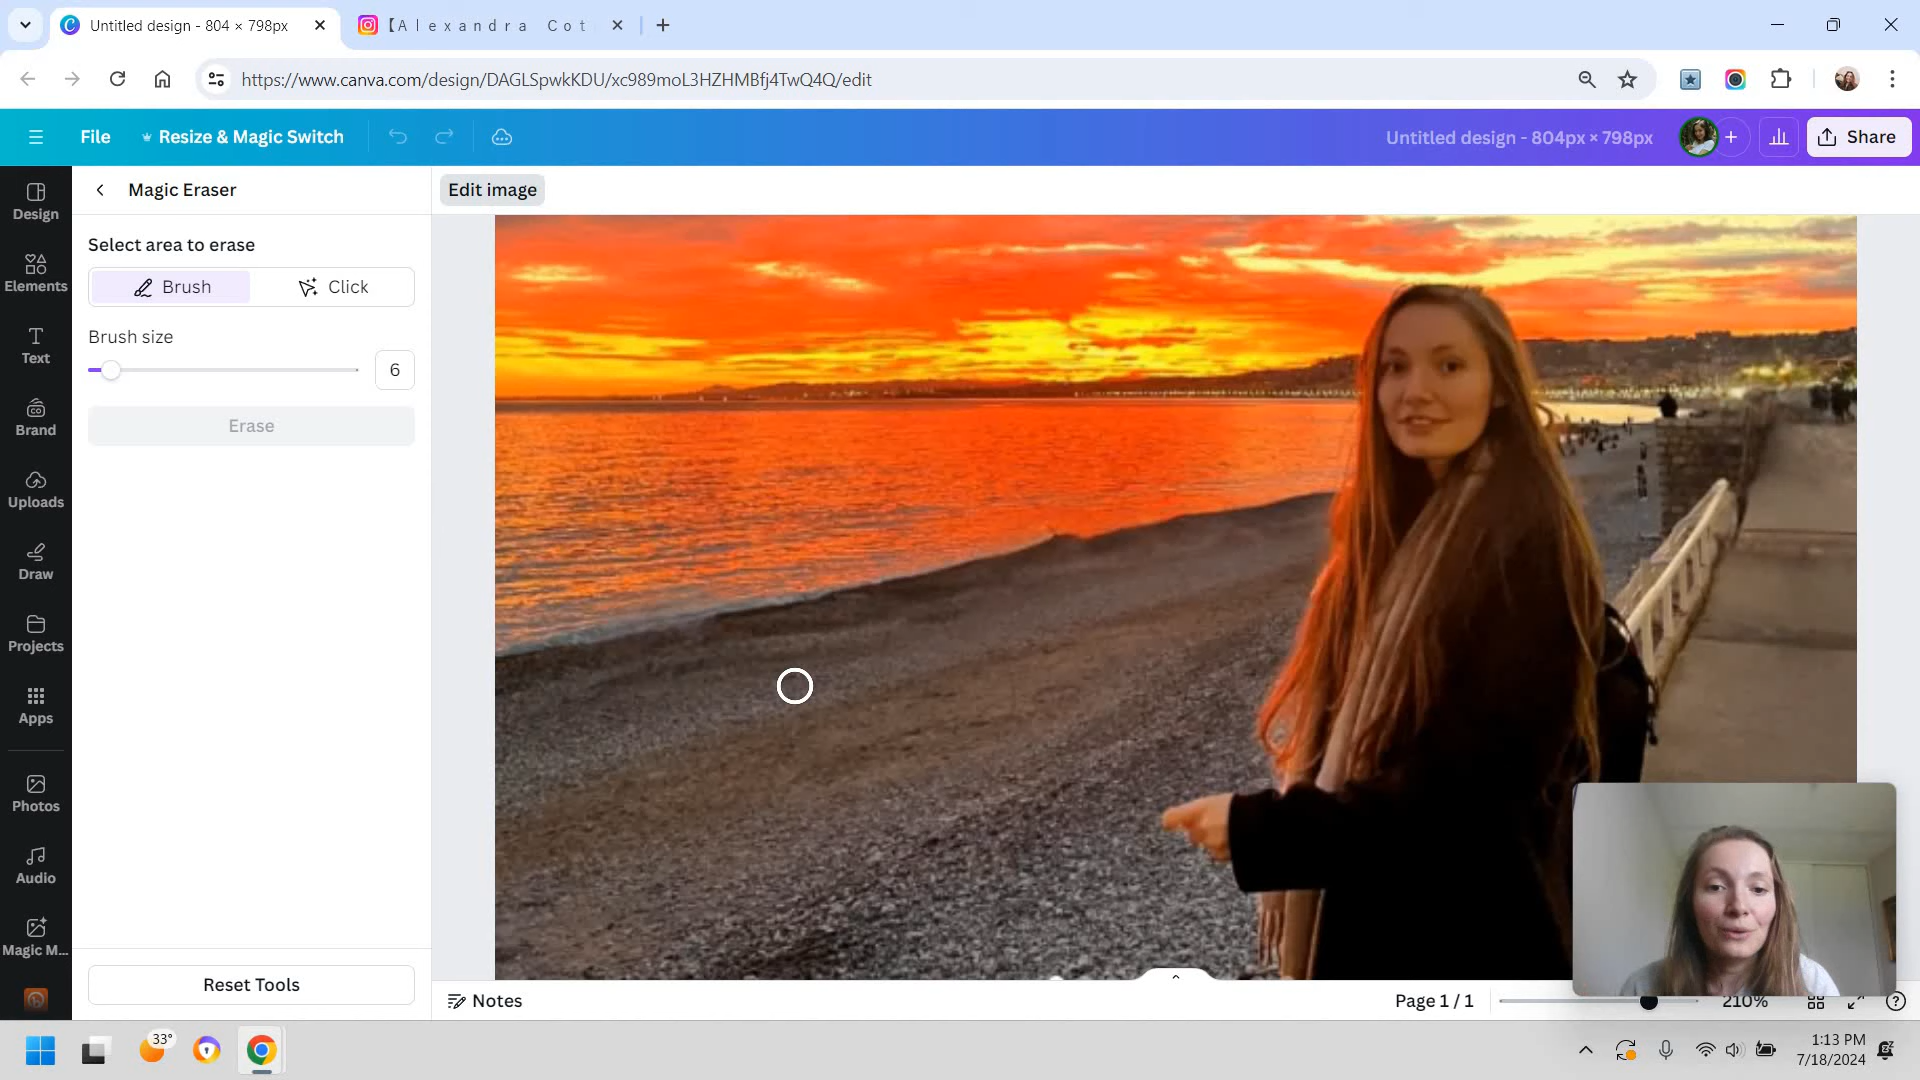 Untitled design - 804 × 798px
【Ａｌｅｘａｎｄｒａ Ｃｏｔ
https://www.canva.com/design/DAGLSpwkKDU/xc989moL3HZHMBfj4TwQ4Q/edit
File
Resize & Magic Switch
Untitled design - 804px × 798px
Share
Design
Elements
Text
Brand
Uploads
Draw
Projects
Apps
Photos
Audio
Magic M...
Magic Eraser
Edit image
Select area to erase
Brush
Click
Brush size
6
Erase
Reset Tools
Notes
Page 1 / 1
210%
33°
1:13 PM
7/18/2024